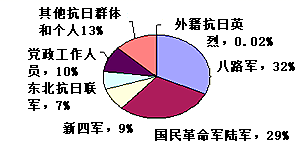 其他抗日群体
和个人13%
外籍抗日英
烈，0.02%
党政工作人
员，10%
八路军，32%
东北抗日联
军，7%
新四军，9%
国民革命军陆军，29%